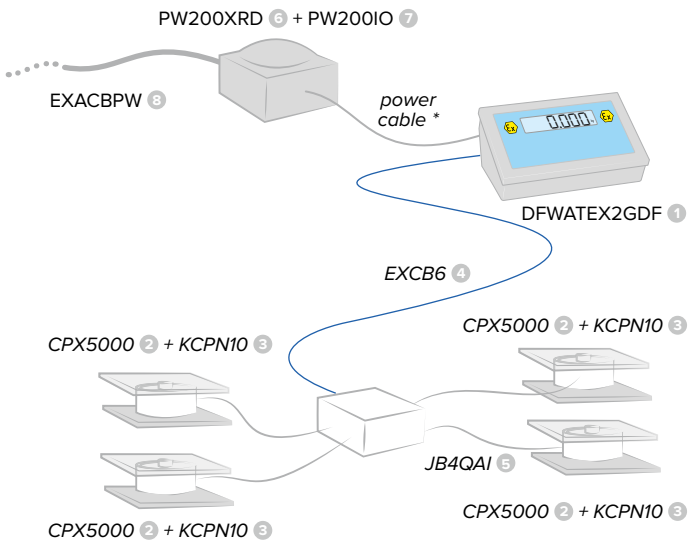 PW200XRD 6 + PW200IO 7
EXACBPW 8
power
cable *
Ex 0.000 Ex
DFWATEX2GDF 1
EXCB6 4
CPX5000 2 + KCPN10 3
CPX5000 2 + KCPN10 3
JB4QAI 5
CPX5000 2 + KCPN10 3
CPX5000 2 + KCPN10 3